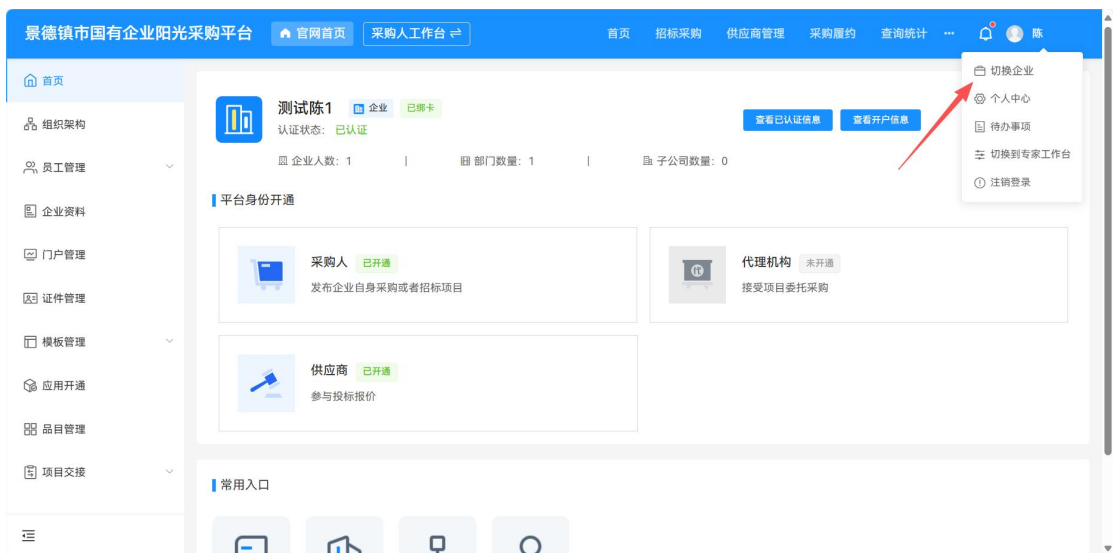 景德镇市国有企业阳光采购平台 官网首页 采购人工作台 首页 招标采购 供应商管理 采购履约 查询统计 ··· 陈
切换企业
个人中心
待办事项
切换到专家工作台
注销登录
首页
组织架构
员工管理
企业资料
门户管理
证件管理
模板管理
应用开通
品目管理
项目交接
测试陈1 企业 已绑卡
认证状态： 已认证
查看已认证信息 查看开户信息
企业人数：1 | 部门数量：1 | 子公司数量：0
平台身份开通
采购人 已开通
发布企业自身采购或者招标项目
代理机构 未开通
接受项目委托采购
供应商 已开通
参与投标报价
常用入口